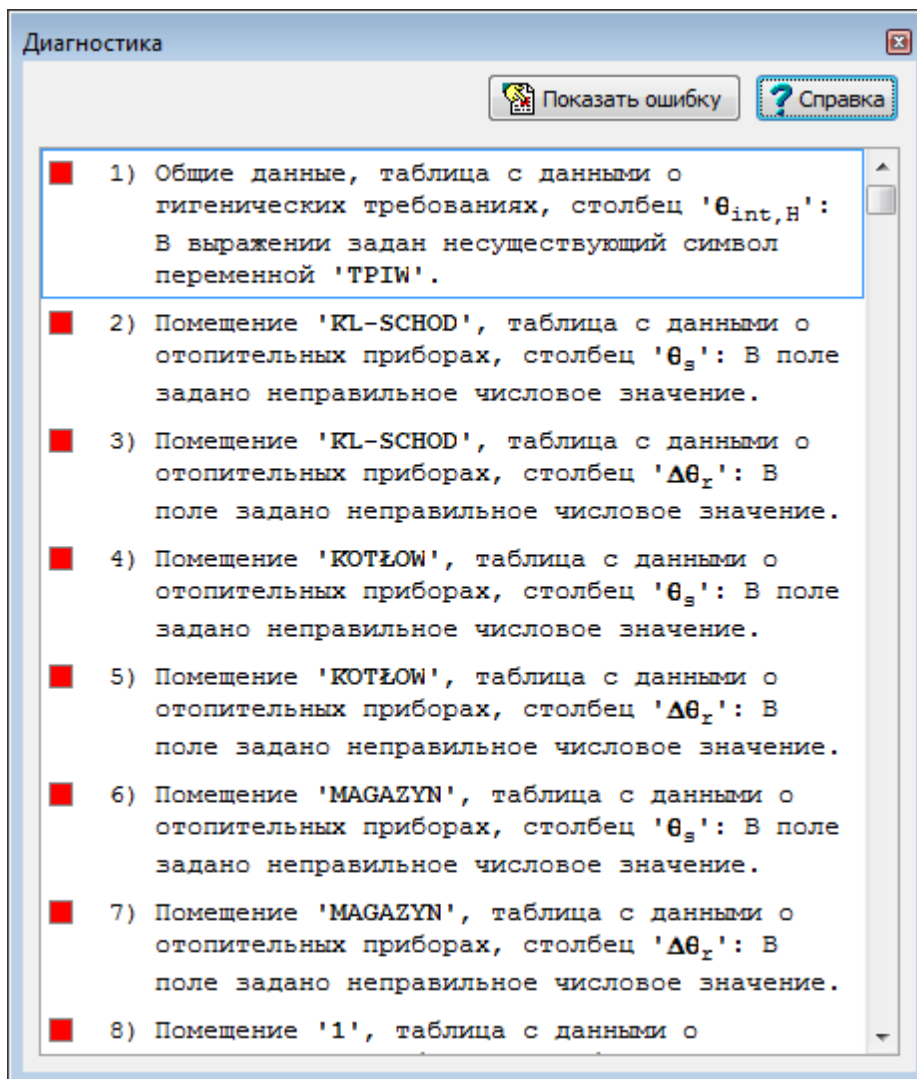 Диагностика
Показать ошибку
Справка
1) Общие данные, таблица с данными о
гигенических требованиях, столбец 'θint,H':
В выражении задан несуществующий символ
переменной 'TPIW'.
2) Помещение 'KL-SCHOD', таблица с данными о
отопительных приборах, столбец 'θs': В поле
задано неправильное числовое значение.
3) Помещение 'KL-SCHOD', таблица с данными о
отопительных приборах, столбец 'Δθr': В
поле задано неправильное числовое значение.
4) Помещение 'KOTŁOW', таблица с данными о
отопительных приборах, столбец 'θs': В поле
задано неправильное числовое значение.
5) Помещение 'KOTŁOW', таблица с данными о
отопительных приборах, столбец 'Δθr': В
поле задано неправильное числовое значение.
6) Помещение 'MAGAZYN', таблица с данными о
отопительных приборах, столбец 'θs': В поле
задано неправильное числовое значение.
7) Помещение 'MAGAZYN', таблица с данными о
отопительных приборах, столбец 'Δθr': В
поле задано неправильное числовое значение.
8) Помещение '1', таблица с данными о